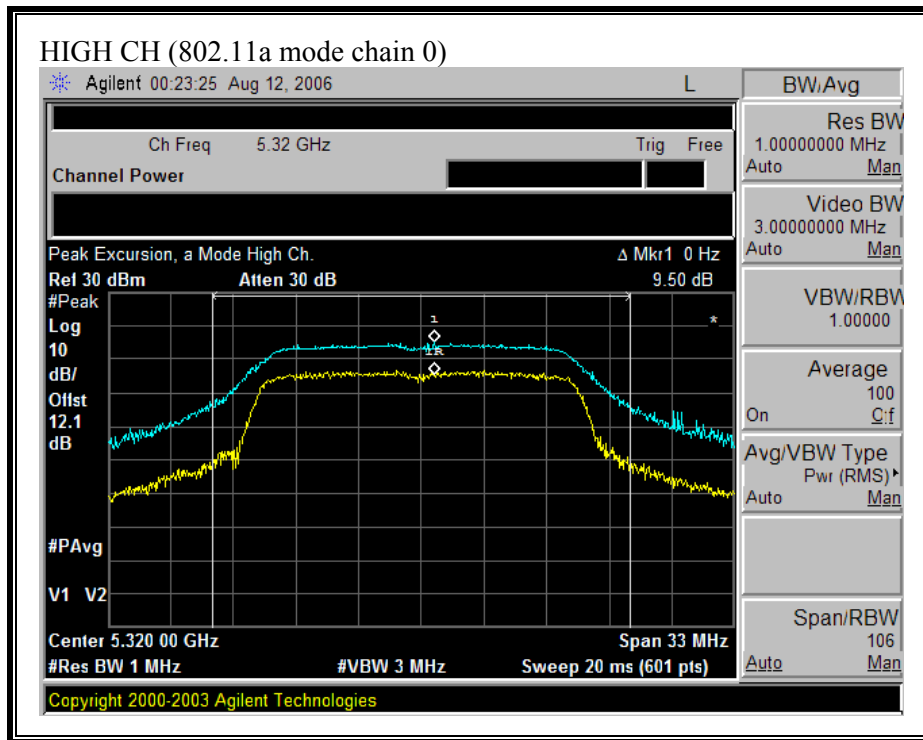 HIGH CH (802.11a mode chain 0)
Agilent 00:23:25 Aug 12, 2006 L
Ch Freq 5.32 GHz Trig Free
Channel Power
Peak Excursion, a Mode High Ch. Δ Mkr1 0 Hz
Ref 30 dBm Atten 30 dB 9.50 dB
#Peak
Log
10
dB/
Offst
12.1
dB
1
1R
*
#PAvg
V1 V2
Center 5.320 00 GHz Span 33 MHz
#Res BW 1 MHz #VBW 3 MHz Sweep 20 ms (601 pts)
Copyright 2000-2003 Agilent Technologies
BW/Avg
Res BW
1.00000000 MHz
Auto Man
Video BW
3.00000000 MHz
Auto Man
VBW/RBW
1.00000
Average
100
On Off
Avg/VBW Type
Pwr (RMS)
Auto Man
Span/RBW
106
Auto Man